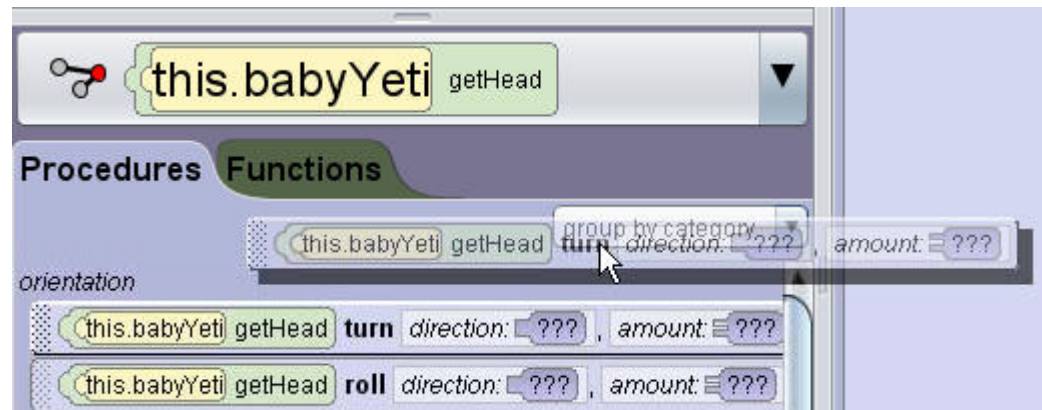 this.babyYeti getHead
Procedures Functions
group by category
this.babyYeti getHead turn direction: ??? , amount: ???
orientation
this.babyYeti getHead turn direction: ??? , amount: ???
this.babyYeti getHead roll direction: ??? , amount: ???